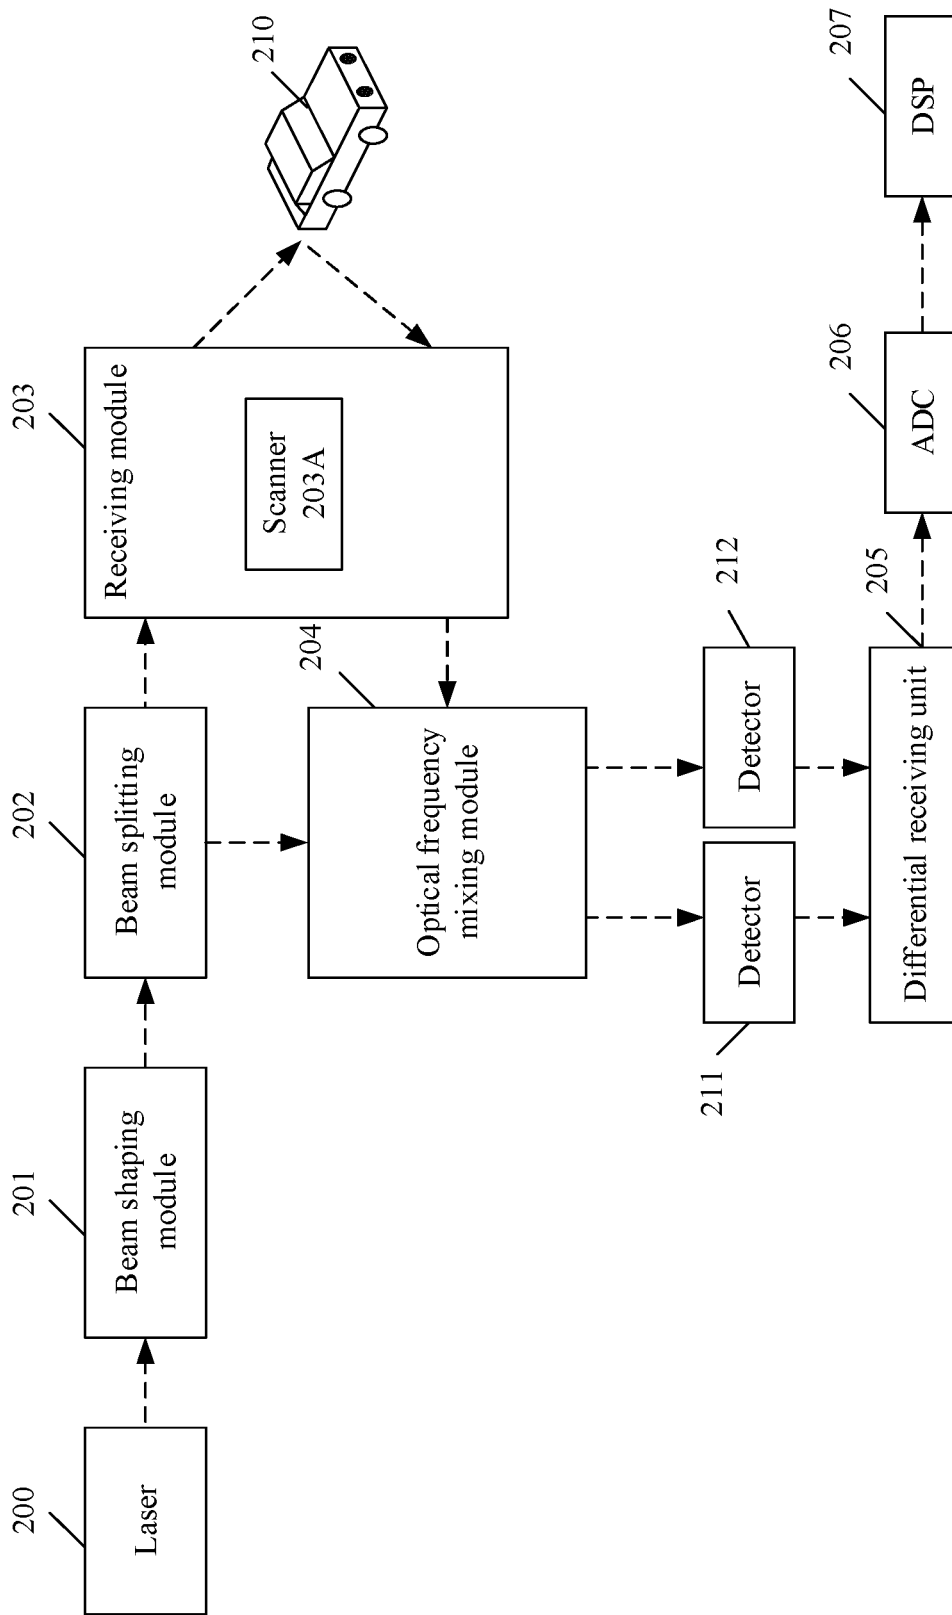 200
Laser
201
Beam shaping
module
202
Beam splitting
module
203
Receiving module
Scanner
203A
210
204
Optical frequency
mixing module
211
Detector
212
Detector
205
Differential receiving unit
206
ADC
207
DSP